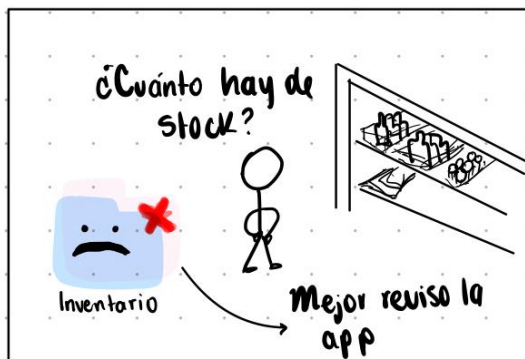 ¿Cuánto hay de
stock?
Inventario
Mejor reviso la
app